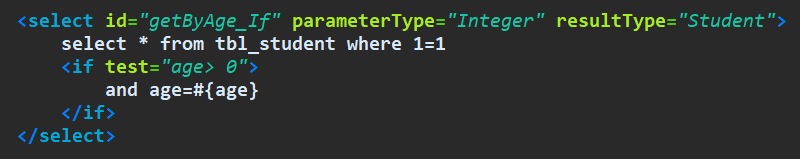 <select id="getByAge_If" parameterType="Integer" resultType="Student">
    select * from tbl_student where 1=1
    <if test="age> 0">
        and age=#{age}
    </if>
</select>